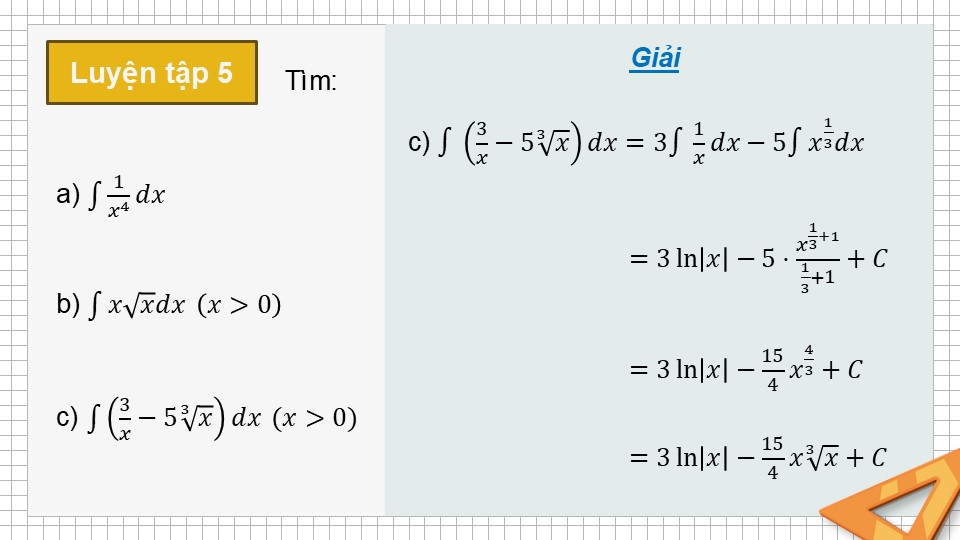 Luyện tập 5
Tìm:
a) ∫ 1/x⁴ dx
b) ∫ x√x dx (x > 0)
c) ∫ (3/x − 5∛x) dx (x > 0)
Giải
c) ∫ (3/x − 5∛x) dx = 3∫ 1/x dx − 5∫ x^(1/3) dx
= 3 ln|x| − 5 · x^(1/3+1)/(1/3+1) + C
= 3 ln|x| − 15/4 x^(4/3) + C
= 3 ln|x| − 15/4 x∛x + C